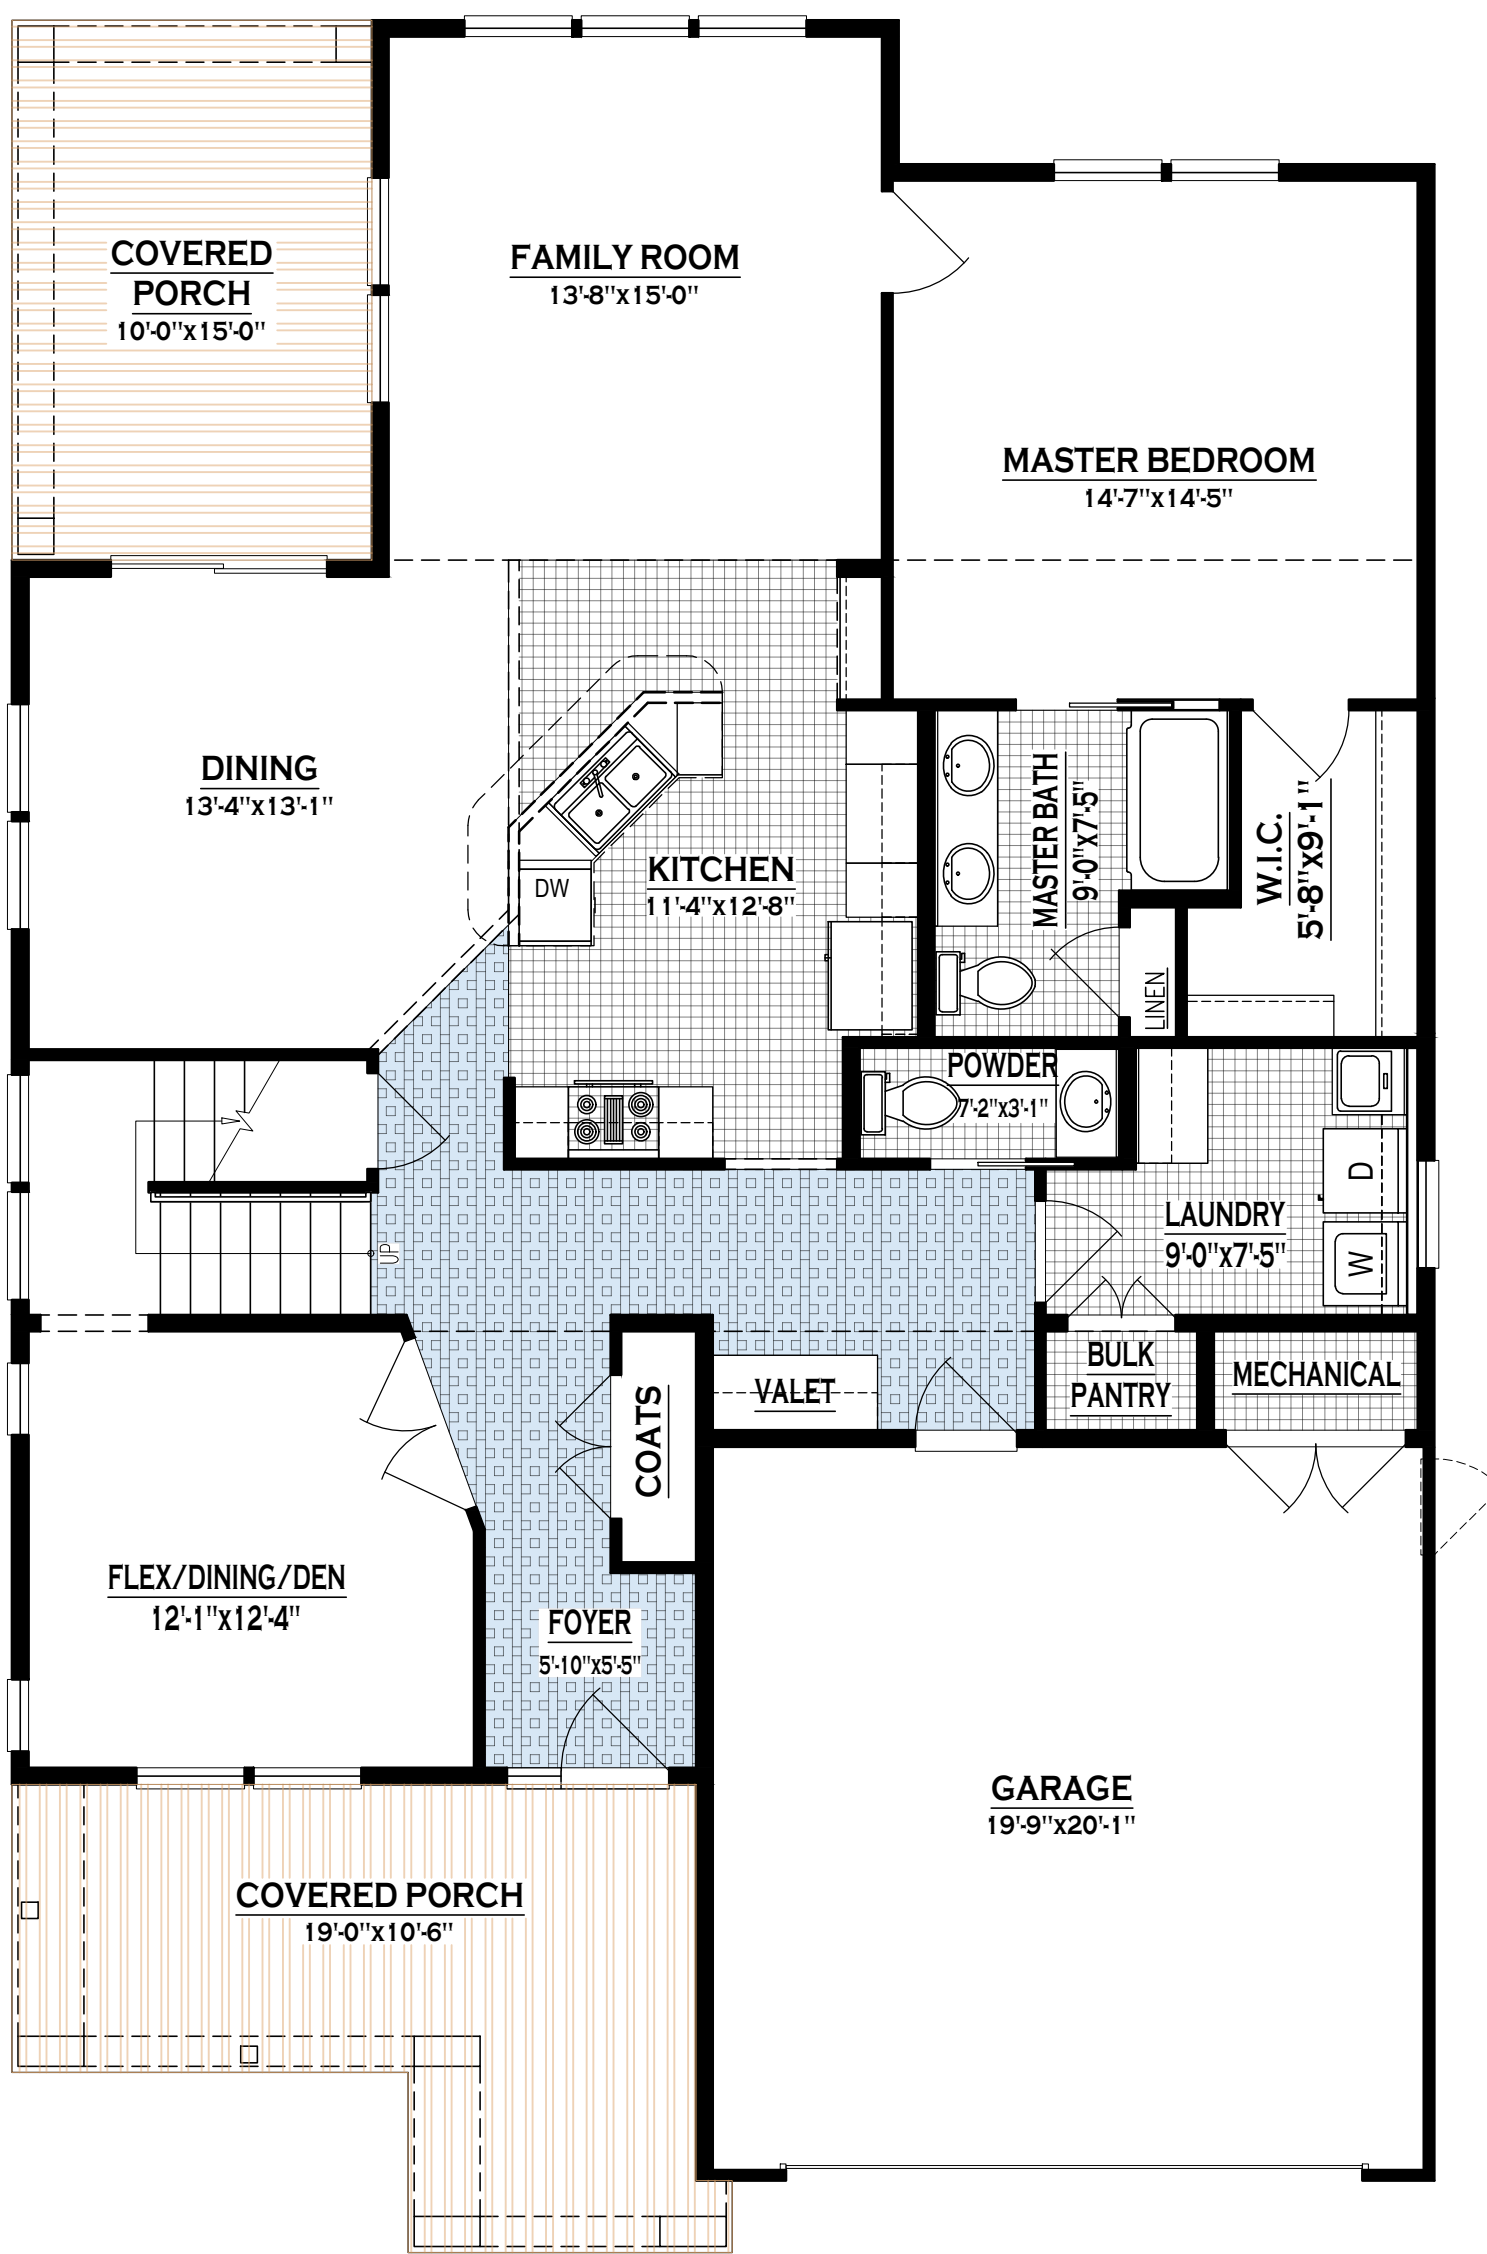 COVERED
PORCH
10'-0"x15'-0"
FAMILY ROOM
13'-8"x15'-0"
MASTER BEDROOM
14'-7"x14'-5"
DINING
13'-4"x13'-1"
DW
KITCHEN
11'-4"x12'-8"
MASTER BATH
9'-0"x7'-5"
W.I.C.
5'-8"x9'-1"
LINEN
POWDER
7'-2"x3'-1"
UP
LAUNDRY
9'-0"x7'-5"
D
W
BULK
PANTRY
MECHANICAL
VALET
COATS
FLEX/DINING/DEN
12'-1"x12'-4"
FOYER
5'-10"x5'-5"
GARAGE
19'-9"x20'-1"
COVERED PORCH
19'-0"x10'-6"